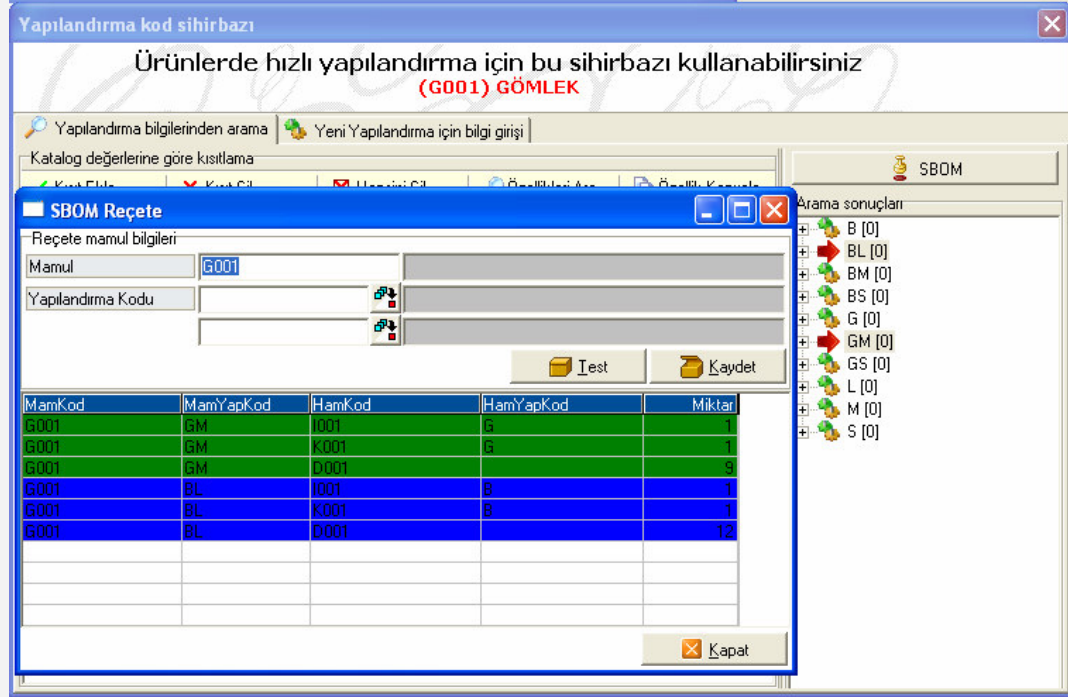 Yapılandırma kod sihirbazı
Ürünlerde hızlı yapılandırma için bu sihirbazı kullanabilirsiniz
(G001) GÖMLEK
Yapılandırma bilgilerinden arama
Yeni Yapılandırma için bilgi girişi
Katalog değerlerine göre kısıtlama
SBOM
SBOM Reçete
Reçete mamul bilgileri
Mamul G001
Yapılandırma Kodu
Test
Kaydet
MamKod MamYapKod HamKod HamYapKod Miktar
G001 GM I001 G 1
G001 GM K001 G 1
G001 GM D001 9
G001 BL I001 B 1
G001 BL K001 B 1
G001 BL D001 12
Kapat
Arama sonuçları
B [0]
BL [0]
BM [0]
BS [0]
G [0]
GM [0]
GS [0]
L [0]
M [0]
S [0]